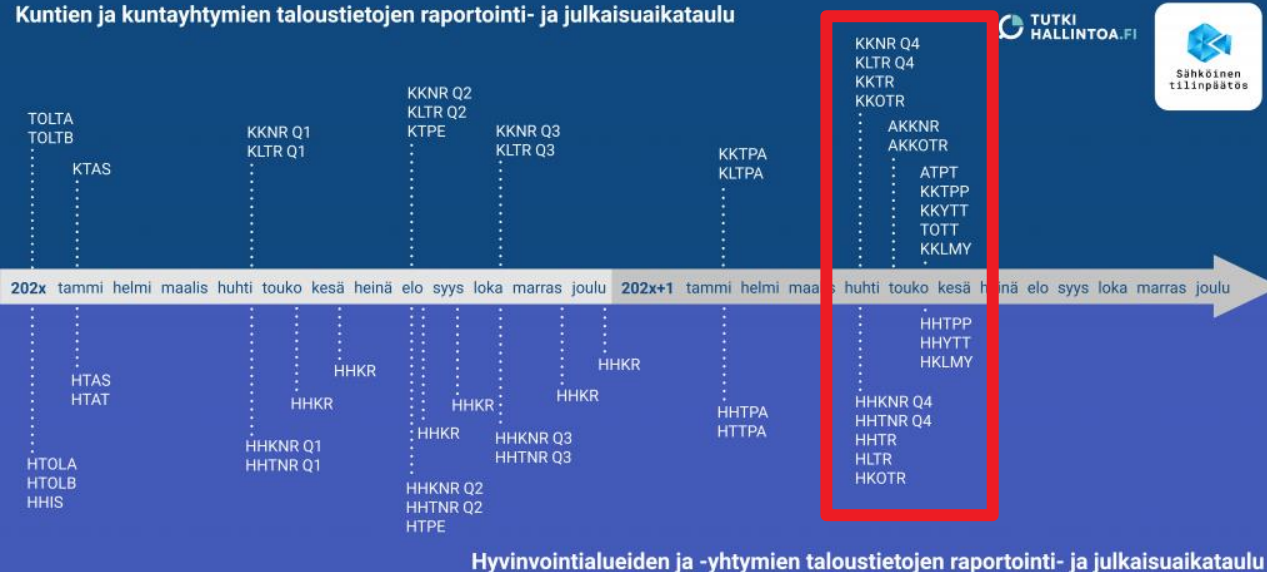 Kuntien ja kuntayhtymien taloustietojen raportointi- ja julkaisuaikataulu
TUTKI
HALLINTOA.FI
Sähköinen
tilinpäätös
TOLTA
TOLTB
KTAS
KKNR Q1
KLTR Q1
KKNR Q2
KLTR Q2
KTPE
KKNR Q3
KLTR Q3
KKTPA
KLTPA
KKNR Q4
KLTR Q4
KKTR
KKOTR
AKKNR
AKKOTR
ATPT
KKTPP
KKYTT
TOTT
KKLMY
202x tammi helmi maalis huhti touko kesä heinä elo syys loka marras joulu 202x+1 tammi helmi maalis huhti touko kesä heinä elo syys loka marras joulu
HTOLA
HTOLB
HHIS
HTAS
HTAT
HHKNR Q1
HHTNR Q1
HHKR
HHKR
HHKNR Q2
HHTNR Q2
HTPE
HHKR
HHKR
HHKNR Q3
HHTNR Q3
HHKR
HHKR
HHTPA
HTTPA
HHKNR Q4
HHTNR Q4
HHTR
HLTR
HKOTR
HHTPP
HHYTT
HKLMY
Hyvinvointialueiden ja -yhtymien taloustietojen raportointi- ja julkaisuaikataulu